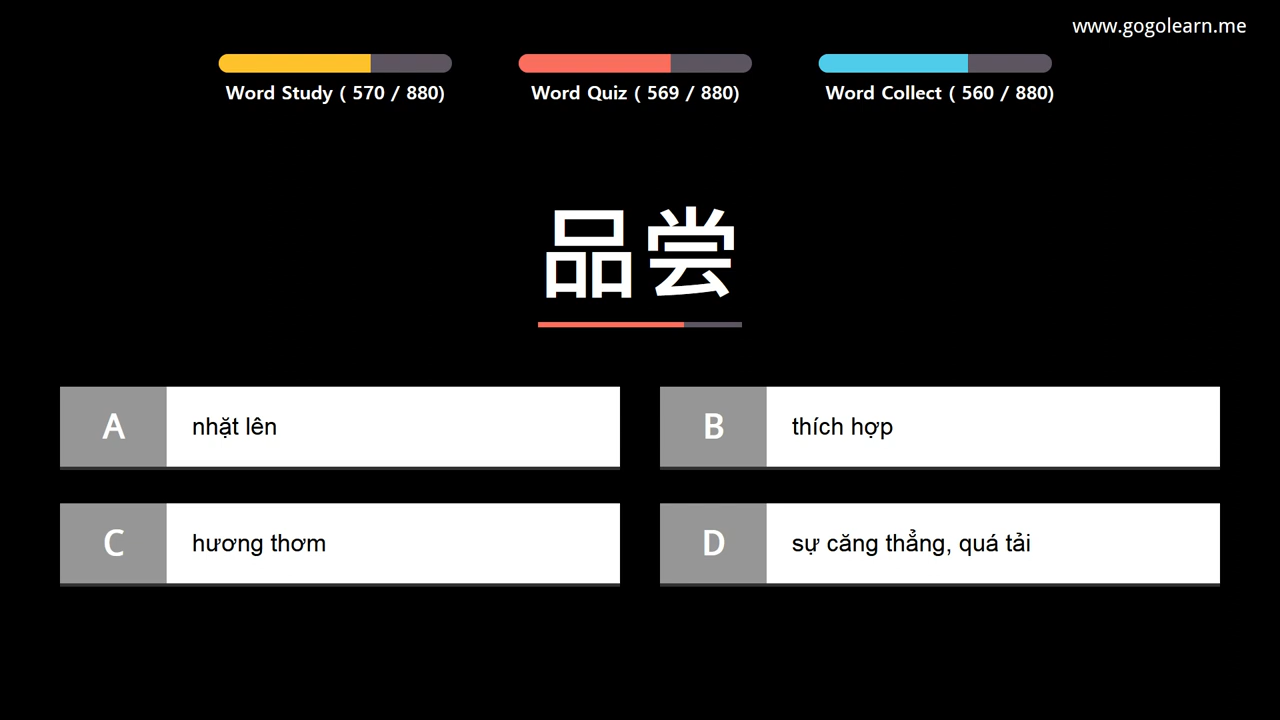 www.gogolearn.me
Word Study ( 570 / 880)
Word Quiz ( 569 / 880)
Word Collect ( 560 / 880)
品尝
A nhặt lên
B thích hợp
C hương thơm
D sự căng thẳng, quá tải